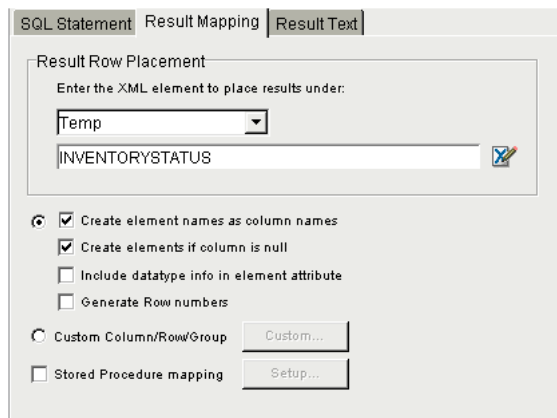 SQL Statement Result Mapping Result Text
Result Row Placement
Enter the XML element to place results under:
Temp
INVENTORYSTATUS
Create element names as column names
Create elements if column is null
Include datatype info in element attribute
Generate Row numbers
Custom Column/Row/Group Custom...
Stored Procedure mapping Setup...